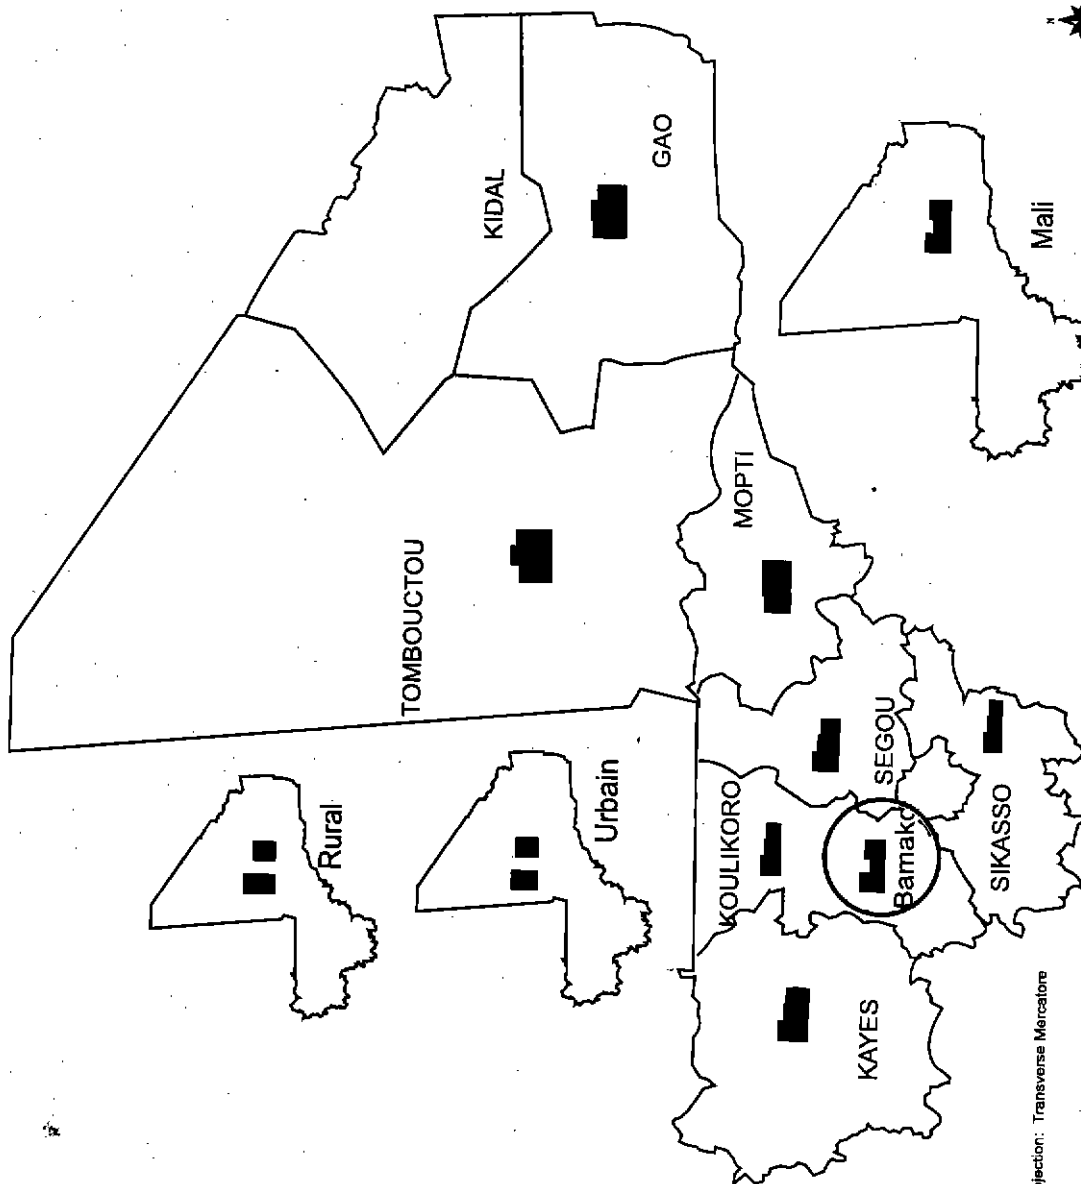 N
KIDAL
GAO
TOMBOUCTOU
MOPTI
Rural
Urbain
KOULIKORO
SEGOU
Bamako
KAYES
SIKASSO
Mali
jection: Transverse Mercatore